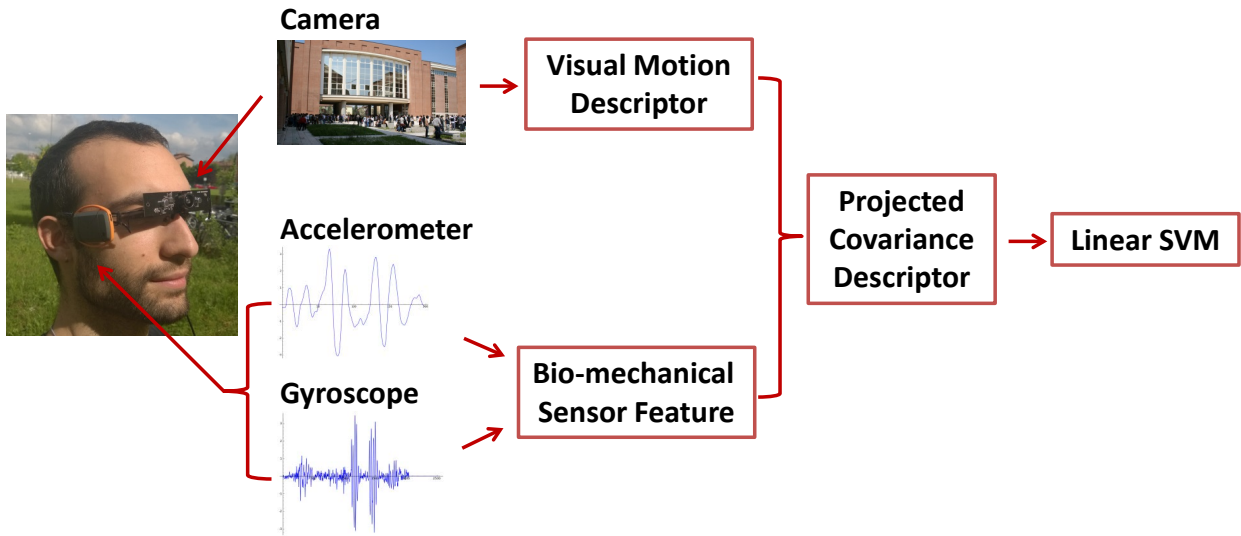 Camera
Visual Motion
Descriptor
Accelerometer
Gyroscope
Bio-mechanical
Sensor Feature
Projected
Covariance
Descriptor
Linear SVM